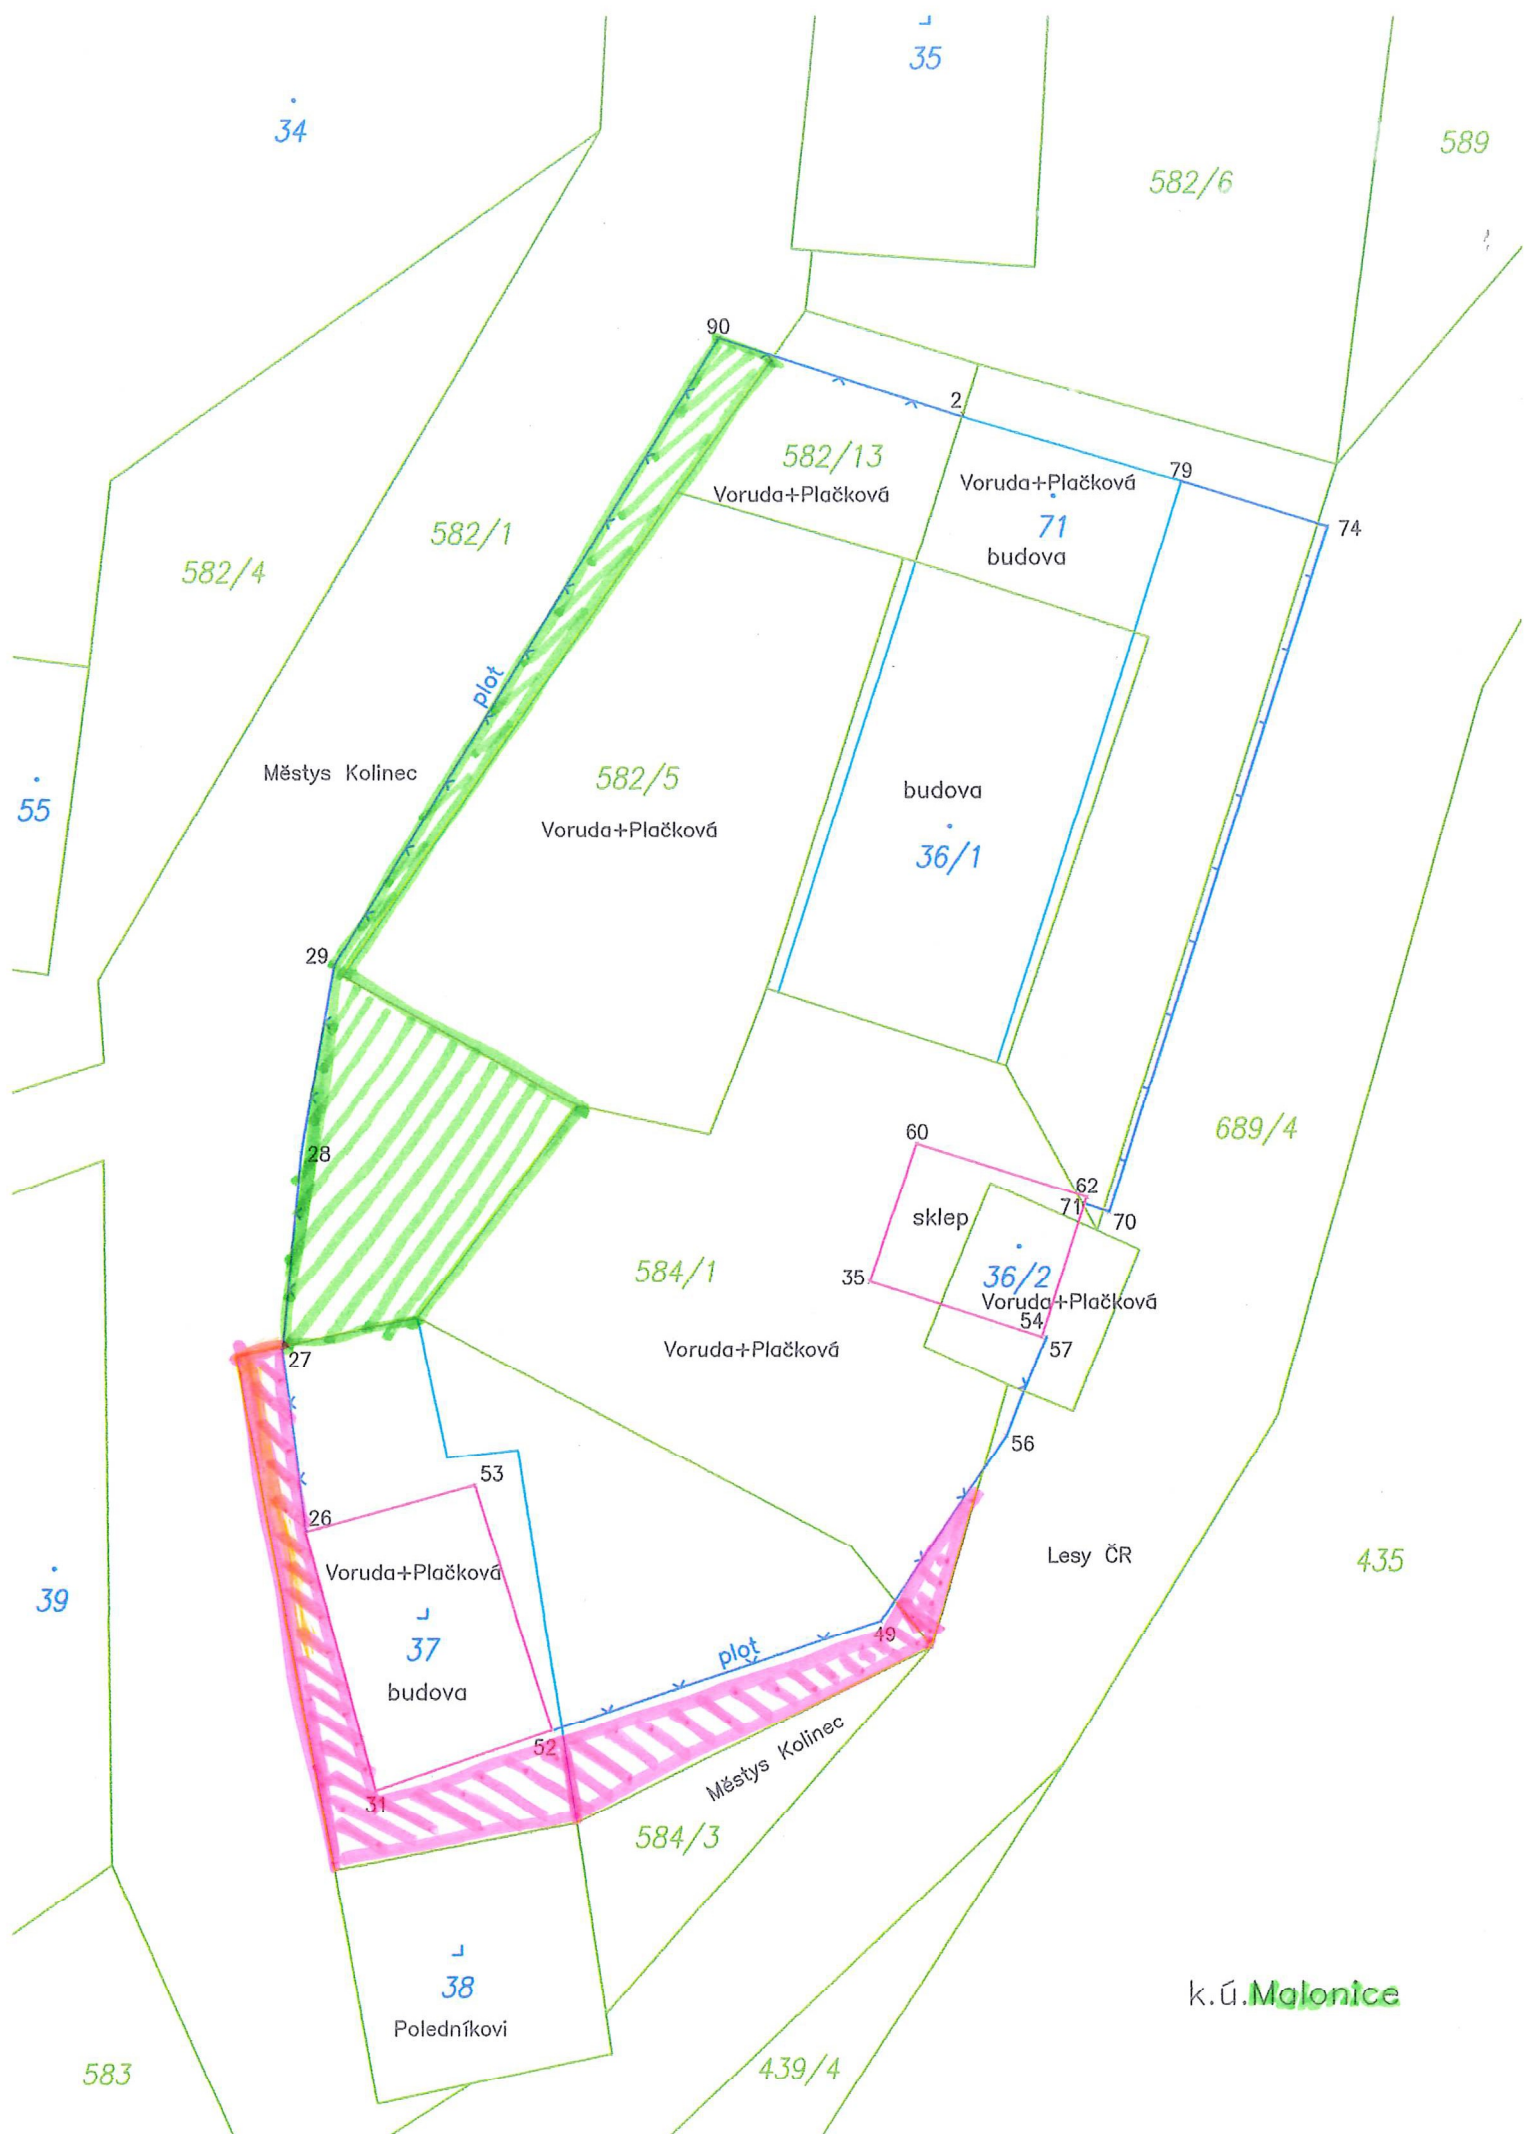 35
34
589
582/6
90
2
582/13
Voruda+Plačková
Voruda+Plačková
79
71
74
budova
582/1
582/4
plot
Městys Kolinec
582/5
Voruda+Plačková
budova
36/1
55
29
28
689/4
60
62
71
70
sklep
584/1
35
36/2
Voruda+Plačková
54
57
Voruda+Plačková
27
56
53
26
Voruda+Plačková
37
budova
Lesy ČR
435
39
49
plot
52
31
Městys Kolinec
584/3
38
Poledníkovi
k.ú.Malonice
583
439/4